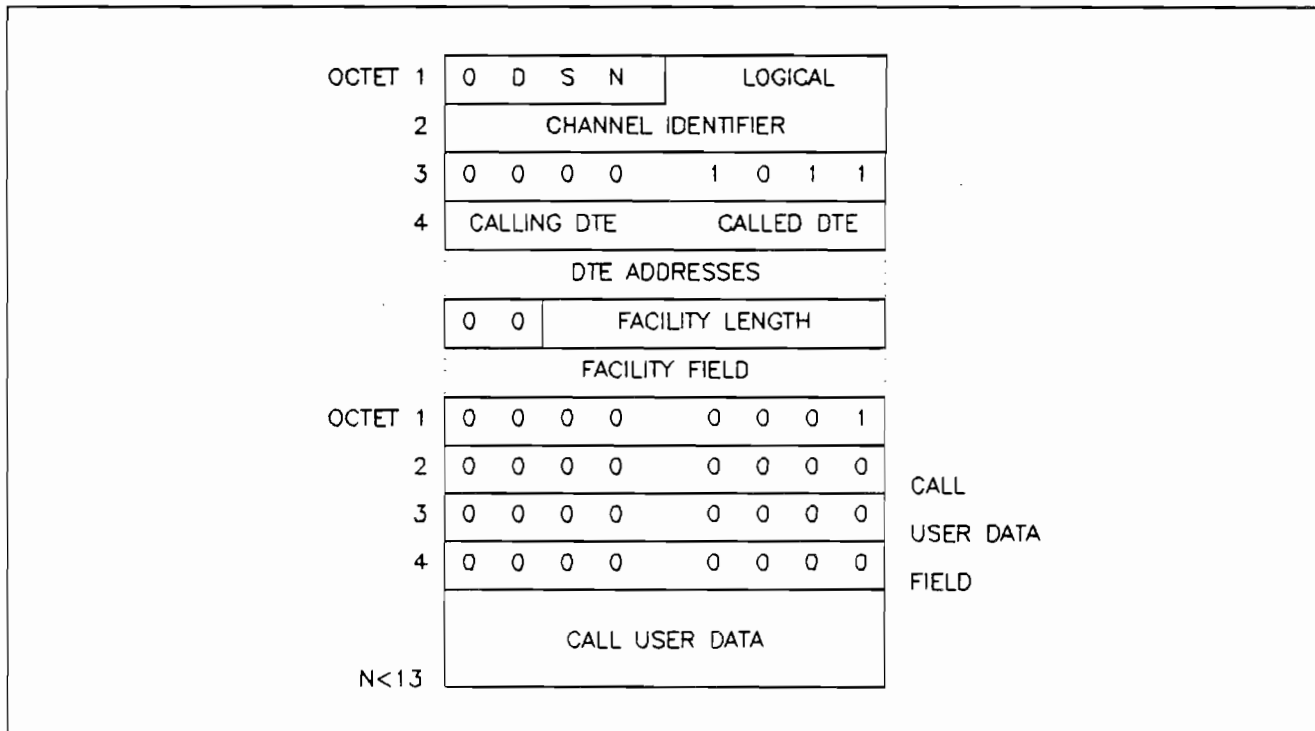 OCTET 1 0 D S N LOGICAL
2 CHANNEL IDENTIFIER
3 0 0 0 0 1 0 1 1
4 CALLING DTE CALLED DTE
DTE ADDRESSES
0 0 FACILITY LENGTH
FACILITY FIELD
OCTET 1 0 0 0 0 0 0 0 1
2 0 0 0 0 0 0 0 0
CALL
3 0 0 0 0 0 0 0 0
USER DATA
4 0 0 0 0 0 0 0 0
FIELD
CALL USER DATA
N<13